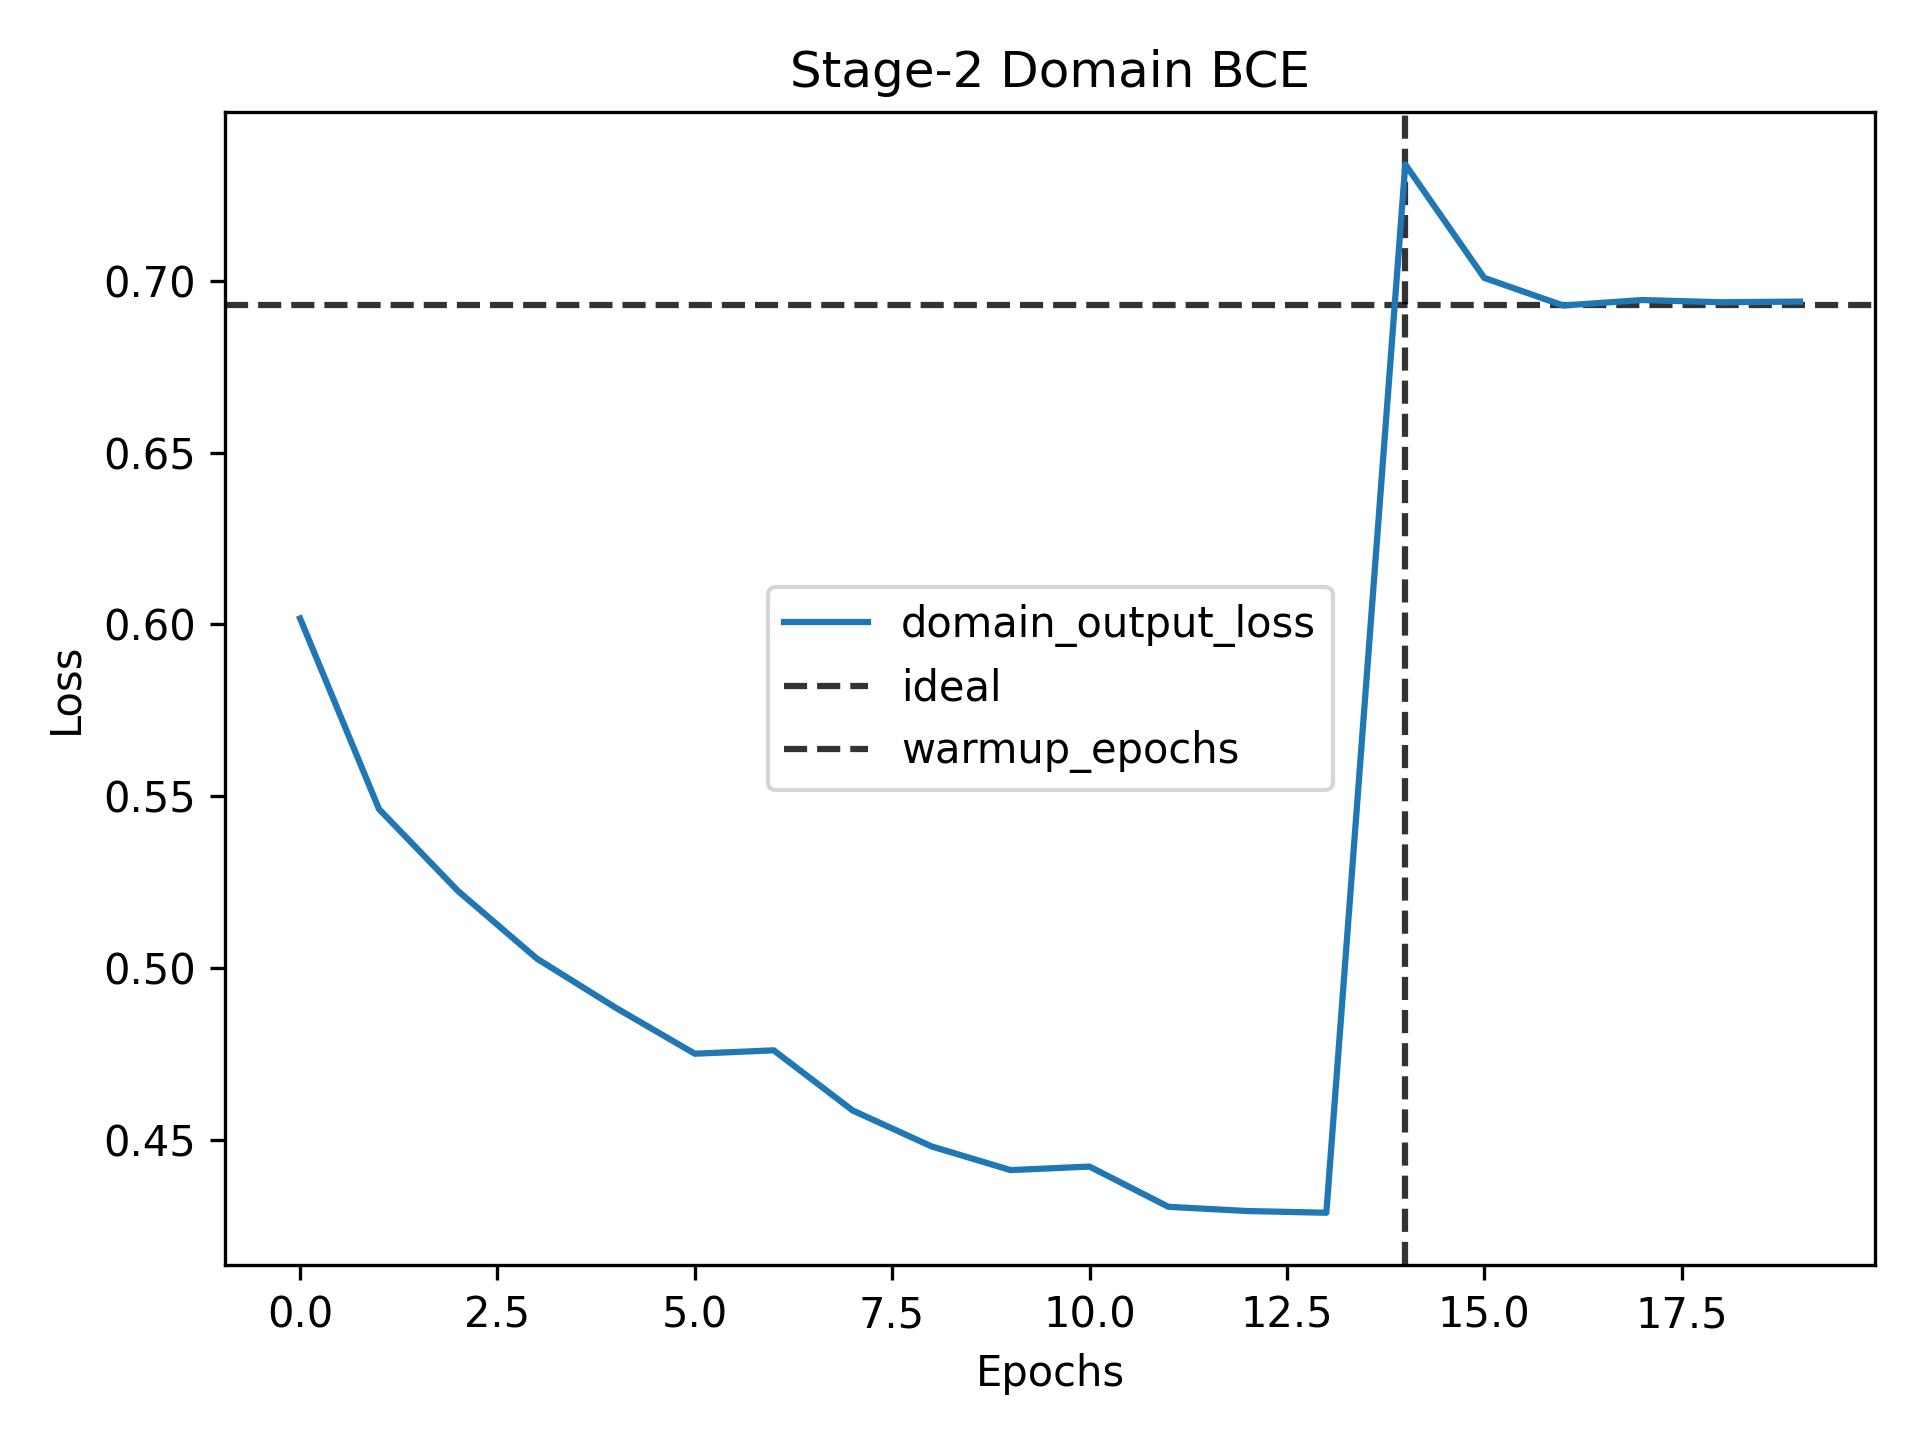 Stage-2 Domain BCE
Loss
0.70
0.65
0.60
0.55
0.50
0.45
domain_output_loss
ideal
warmup_epochs
0.0 2.5 5.0 7.5 10.0 12.5 15.0 17.5
Epochs